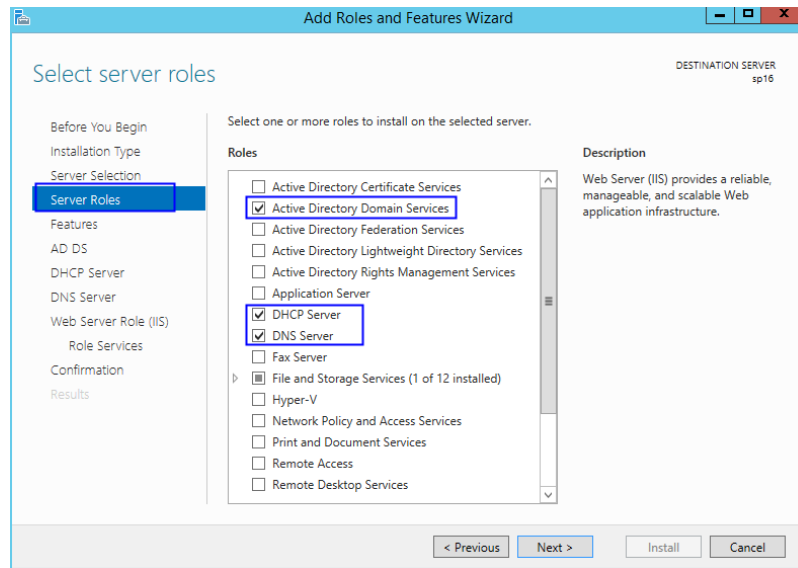 Add Roles and Features Wizard
Select server roles
DESTINATION SERVER
sp16
Before You Begin
Installation Type
Server Selection
Server Roles
Features
AD DS
DHCP Server
DNS Server
Web Server Role (IIS)
Role Services
Confirmation
Results
Select one or more roles to install on the selected server.
Roles
Active Directory Certificate Services
Active Directory Domain Services
Active Directory Federation Services
Active Directory Lightweight Directory Services
Active Directory Rights Management Services
Application Server
DHCP Server
DNS Server
Fax Server
File and Storage Services (1 of 12 installed)
Hyper-V
Network Policy and Access Services
Print and Document Services
Remote Access
Remote Desktop Services
Description
Web Server (IIS) provides a reliable,
manageable, and scalable Web
application infrastructure.
< Previous
Next >
Install
Cancel